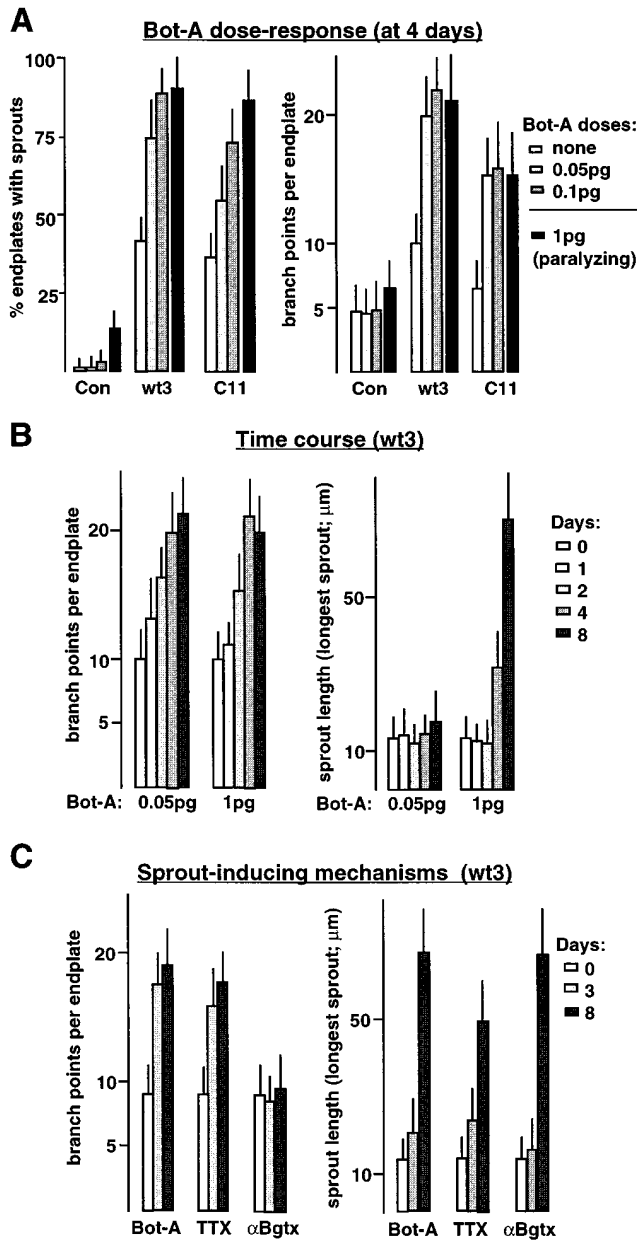 A
Bot-A dose-response (at 4 days)
% endplates with sprouts
100
75
50
25
Con wt3 C11
branch points per endplate
20
10
5
Con wt3 C11
Bot-A doses:
none
0.05pg
0.1pg
1pg
(paralyzing)
B
Time course (wt3)
branch points per endplate
20
10
5
Bot-A: 0.05pg 1pg
sprout length (longest sprout; μm)
50
10
Bot-A: 0.05pg 1pg
Days:
0
1
2
4
8
C
Sprout-inducing mechanisms (wt3)
branch points per endplate
20
10
5
Bot-A TTX αBgtx
sprout length (longest sprout; μm)
50
10
Bot-A TTX αBgtx
Days:
0
3
8